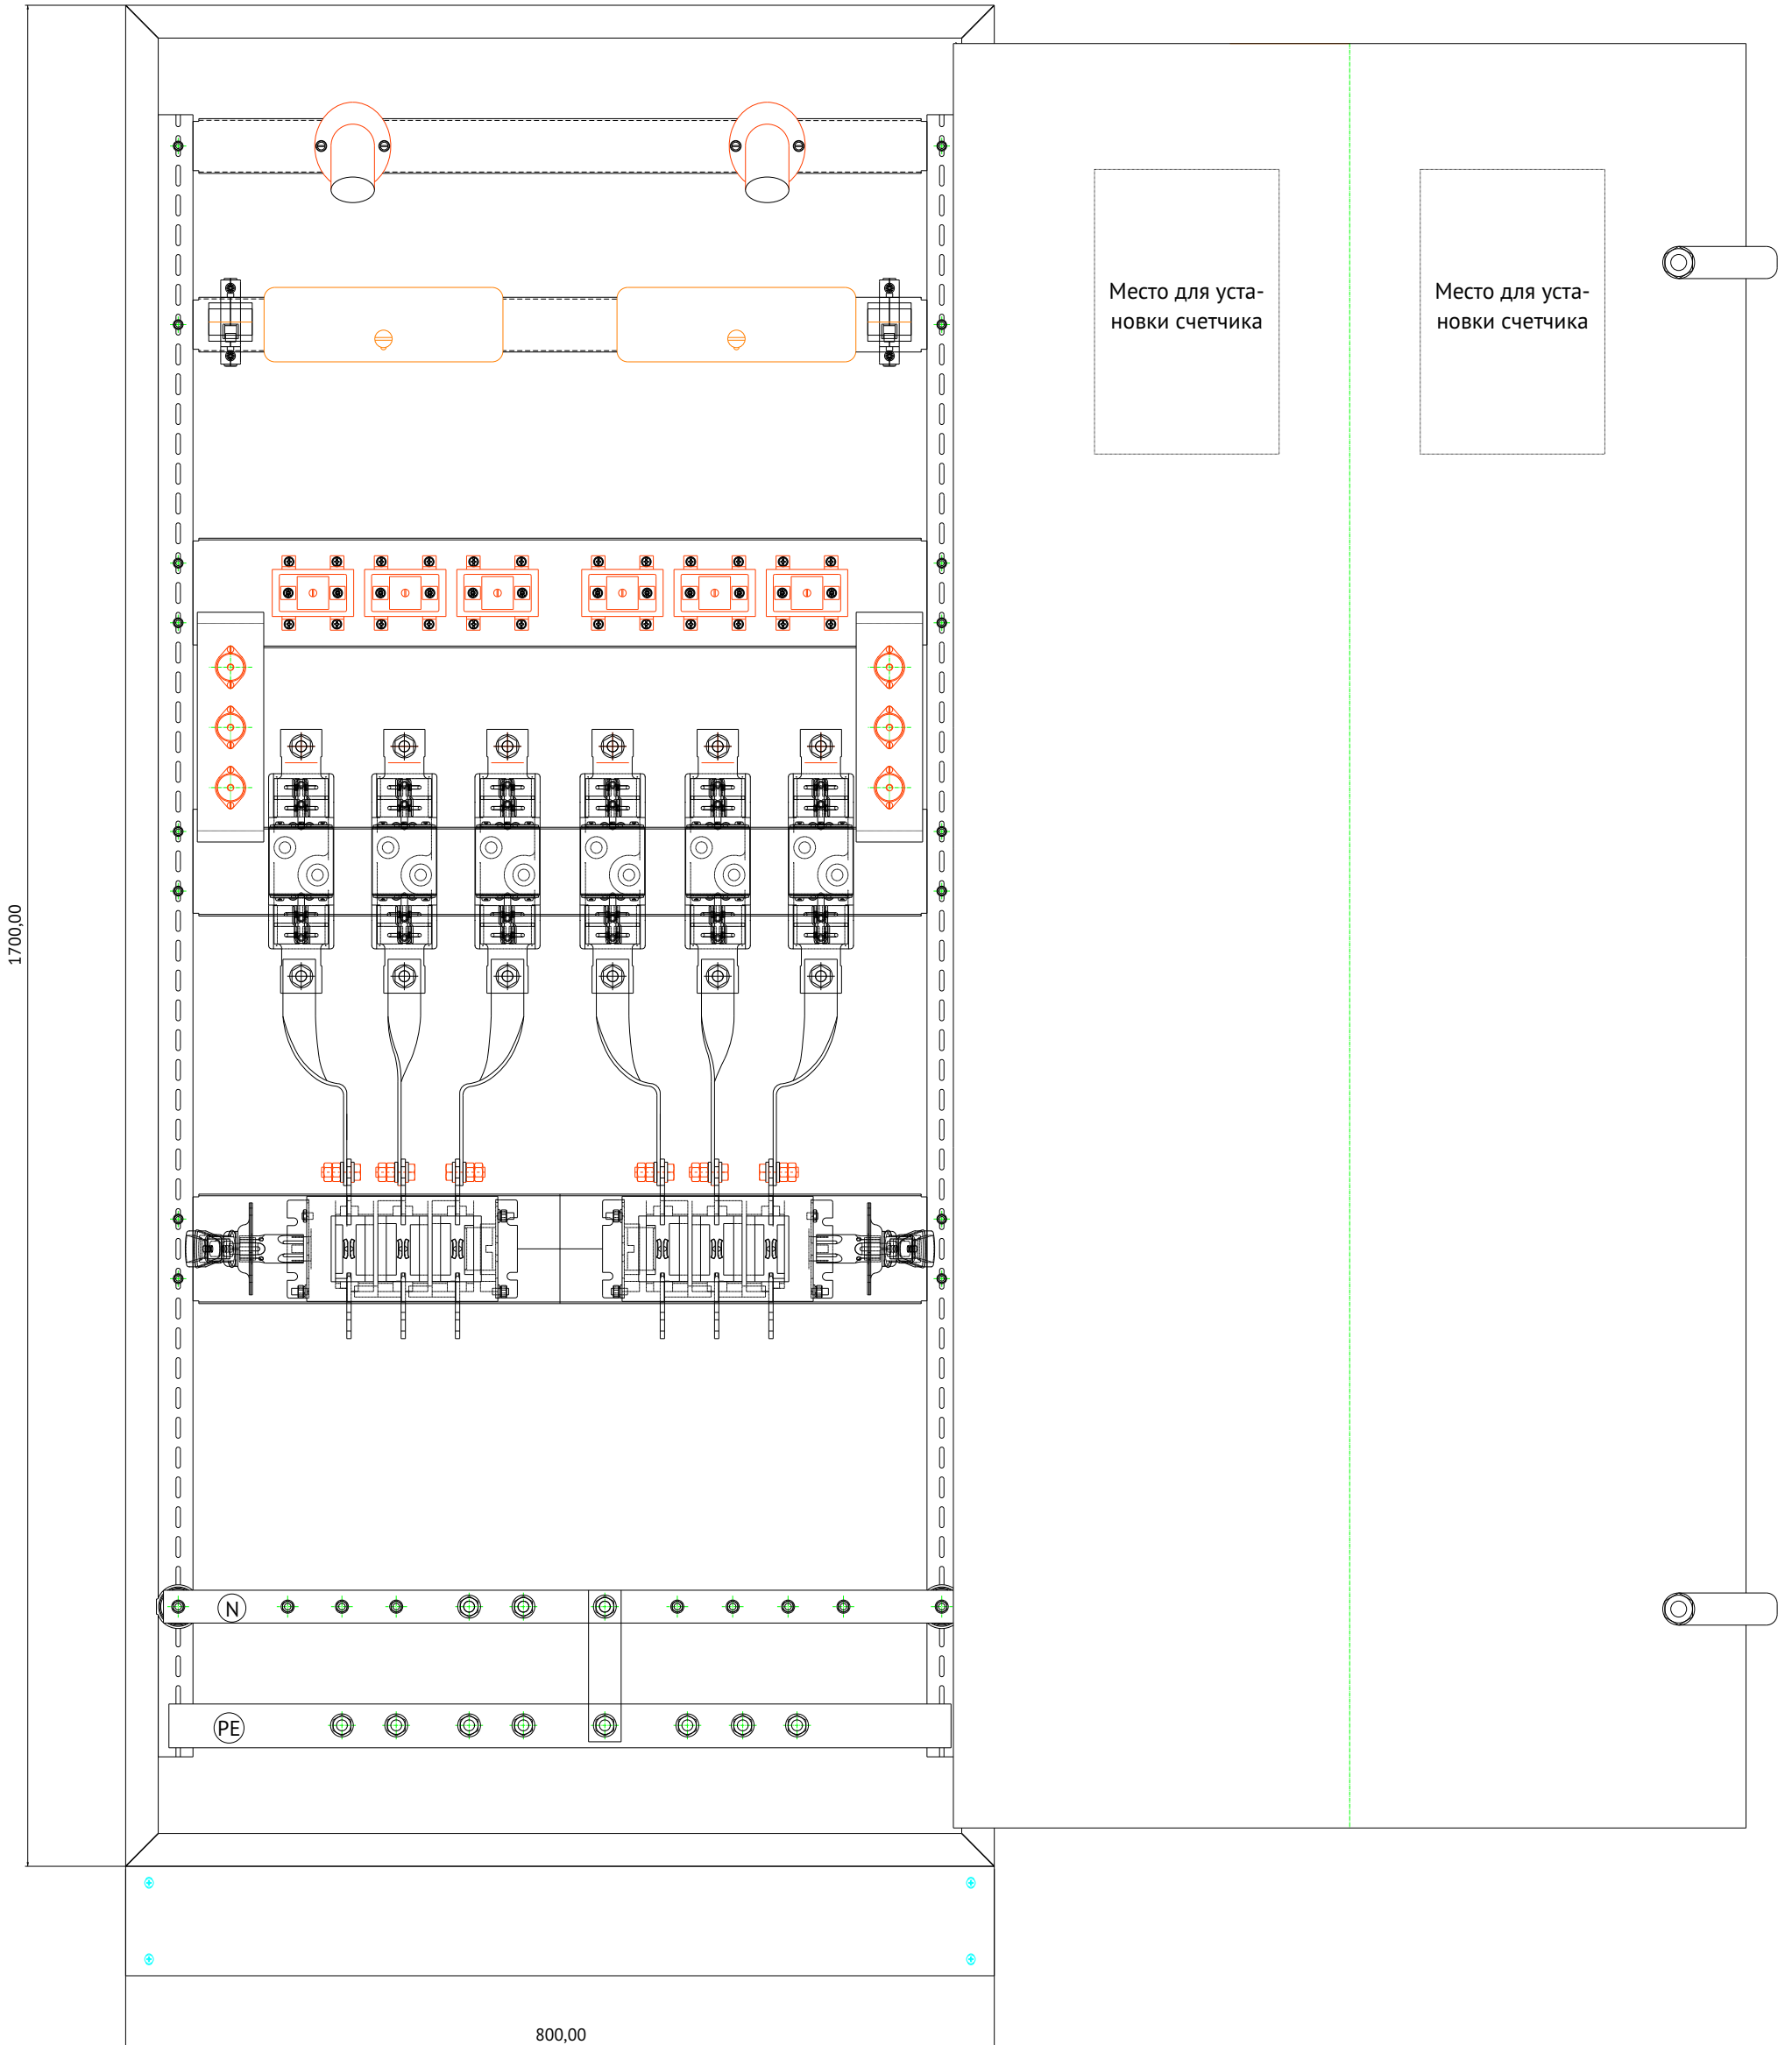 Место для уста-
новки счетчика
Место для уста-
новки счетчика
1700,00
N
PE
800,00